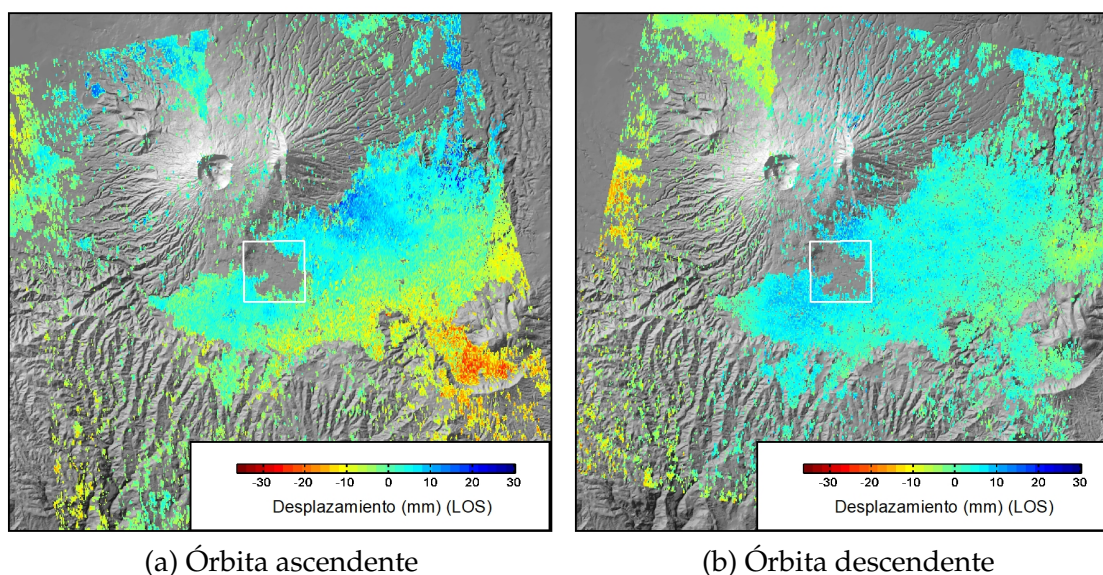 -30 -20 -10 0 10 20 30
Desplazamiento (mm) (LOS)
-30 -20 -10 0 10 20 30
Desplazamiento (mm) (LOS)
(a) Órbita ascendente
(b) Órbita descendente